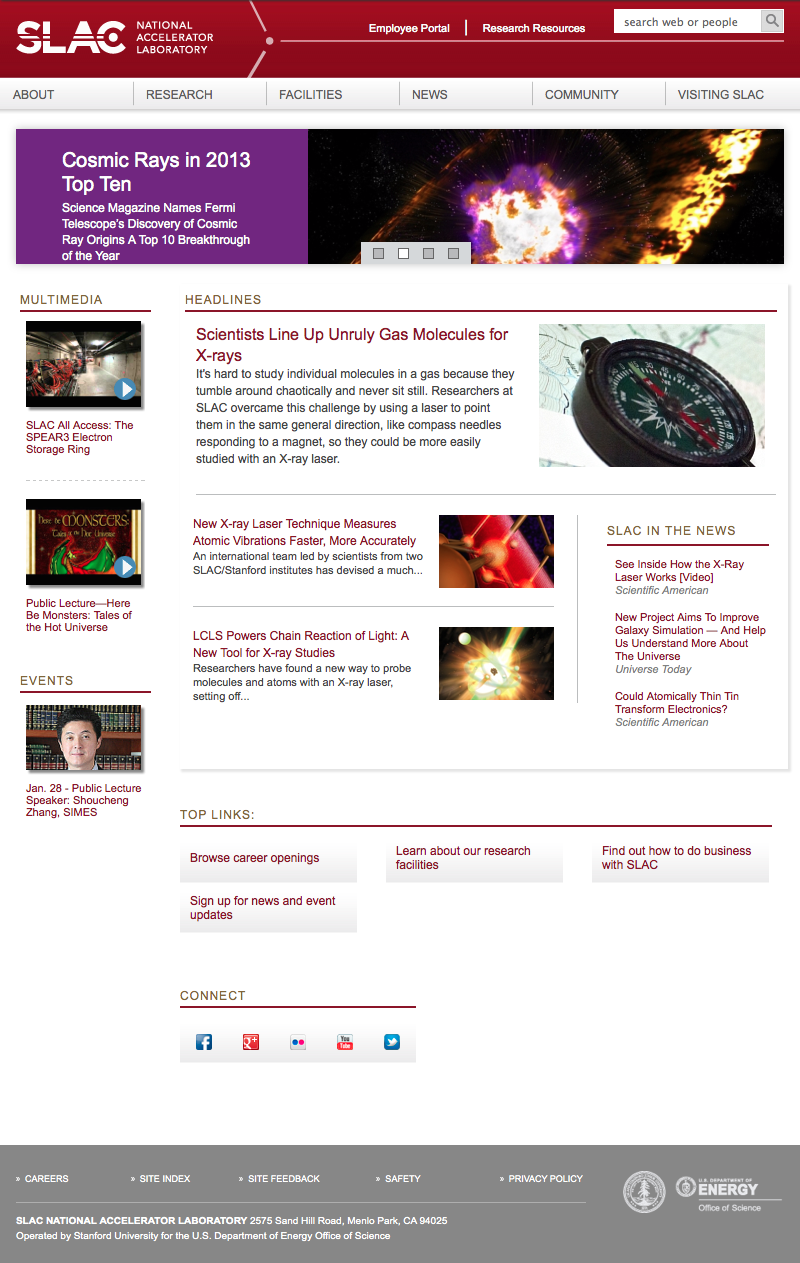 SLAC
NATIONAL
ACCELERATOR
LABORATORY
Employee Portal
Research Resources
search web or people
ABOUT
RESEARCH
FACILITIES
NEWS
COMMUNITY
VISITING SLAC
Cosmic Rays in 2013
Top Ten
Science Magazine Names Fermi
Telescope's Discovery of Cosmic
Ray Origins A Top 10 Breakthrough
of the Year
MULTIMEDIA
SLAC All Access: The
SPEAR3 Electron
Storage Ring
Here be MONSTERS:
Tales of the Hot Universe
Public Lecture—Here
Be Monsters: Tales of
the Hot Universe
EVENTS
Jan. 28 - Public Lecture
Speaker: Shoucheng
Zhang, SIMES
HEADLINES
Scientists Line Up Unruly Gas Molecules for
X-rays
It's hard to study individual molecules in a gas because they
tumble around chaotically and never sit still. Researchers at
SLAC overcame this challenge by using a laser to point
them in the same general direction, like compass needles
responding to a magnet, so they could be more easily
studied with an X-ray laser.
New X-ray Laser Technique Measures
Atomic Vibrations Faster, More Accurately
An international team led by scientists from two
SLAC/Stanford institutes has devised a much...
LCLS Powers Chain Reaction of Light: A
New Tool for X-ray Studies
Researchers have found a new way to probe
molecules and atoms with an X-ray laser,
setting off...
SLAC IN THE NEWS
See Inside How the X-Ray
Laser Works [Video]
Scientific American
New Project Aims To Improve
Galaxy Simulation — And Help
Us Understand More About
The Universe
Universe Today
Could Atomically Thin Tin
Transform Electronics?
Scientific American
TOP LINKS:
Browse career openings
Learn about our research
facilities
Find out how to do business
with SLAC
Sign up for news and event
updates
CONNECT
f
g+
You
Tube
» CAREERS
» SITE INDEX
» SITE FEEDBACK
» SAFETY
» PRIVACY POLICY
SLAC NATIONAL ACCELERATOR LABORATORY 2575 Sand Hill Road, Menlo Park, CA 94025
Operated by Stanford University for the U.S. Department of Energy Office of Science
U.S. DEPARTMENT OF
ENERGY
Office of Science